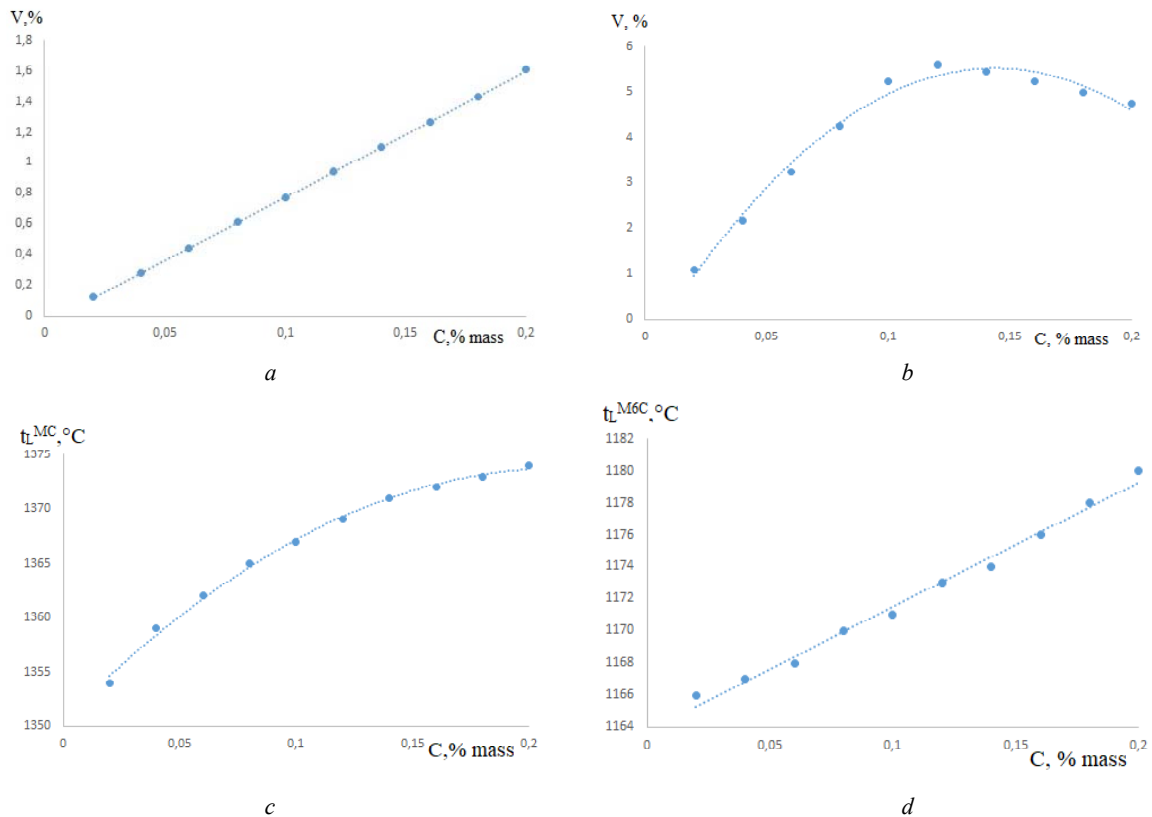 V,%
1,8
1,6
1,4
1,2
1
0,8
0,6
0,4
0,2
0
0 0,05 0,1 0,15 0,2
C,% mass
a
V, %
6
5
4
3
2
1
0
0 0,05 0,1 0,15 0,2
C, % mass
b
tL^MC,°C
1375
1370
1365
1360
1355
1350
0 0,05 0,1 0,15 0,2
C,% mass
c
tL^M6C,°C
1182
1180
1178
1176
1174
1172
1170
1168
1166
1164
0 0,05 0,1 0,15 0,2
C, % mass
d